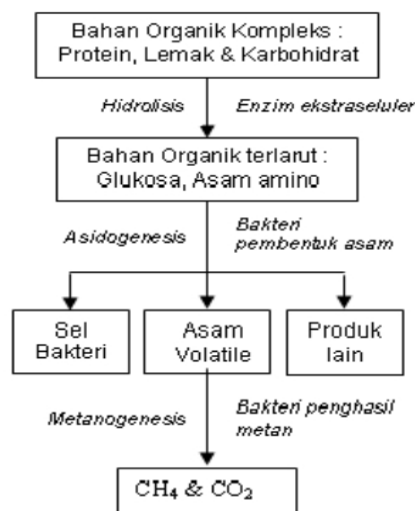 Bahan Organik Kompleks :
Protein, Lemak & Karbohidrat
Hidrolisis
Enzim ekstraseluler
Bahan Organik terlarut :
Glukosa, Asam amino
Asidogenesis
Bakteri
pembentuk asam
Sel
Bakteri
Asam
Volatile
Produk
lain
Metanogenesis
Bakteri penghasil
metan
CH₄ & CO₂